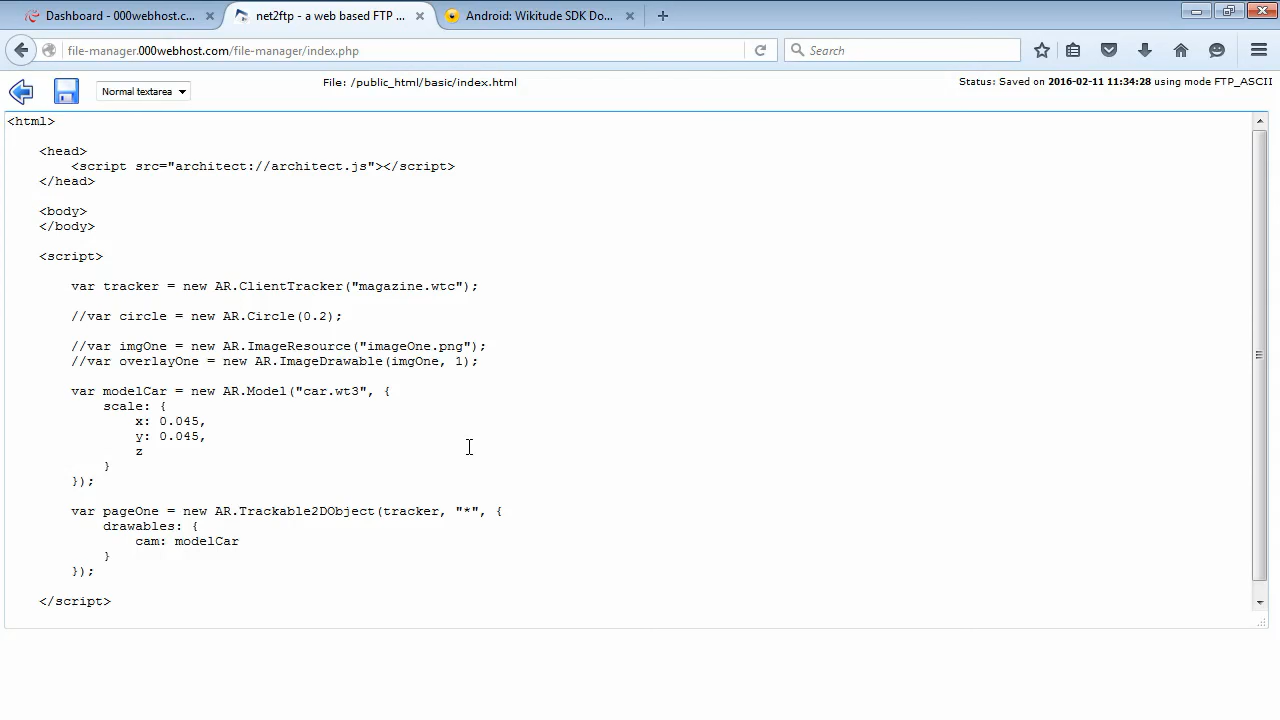 Dashboard - 000webhost.c...
net2ftp - a web based FTP ...
Android: Wikitude SDK Do...
file-manager.000webhost.com/file-manager/index.php
Search
Normal textarea
File: /public_html/basic/index.html
Status: Saved on 2016-02-11 11:34:28 using mode FTP_ASCII
<html>
<head>
<script src="architect://architect.js"></script>
</head>
<body>
</body>
<script>
var tracker = new AR.ClientTracker("magazine.wtc");
//var circle = new AR.Circle(0.2);
//var imgOne = new AR.ImageResource("imageOne.png");
//var overlayOne = new AR.ImageDrawable(imgOne, 1);
var modelCar = new AR.Model("car.wt3", {
scale: {
x: 0.045,
y: 0.045,
z
}
});
var pageOne = new AR.Trackable2DObject(tracker, "*", {
drawables: {
cam: modelCar
}
});
</script>